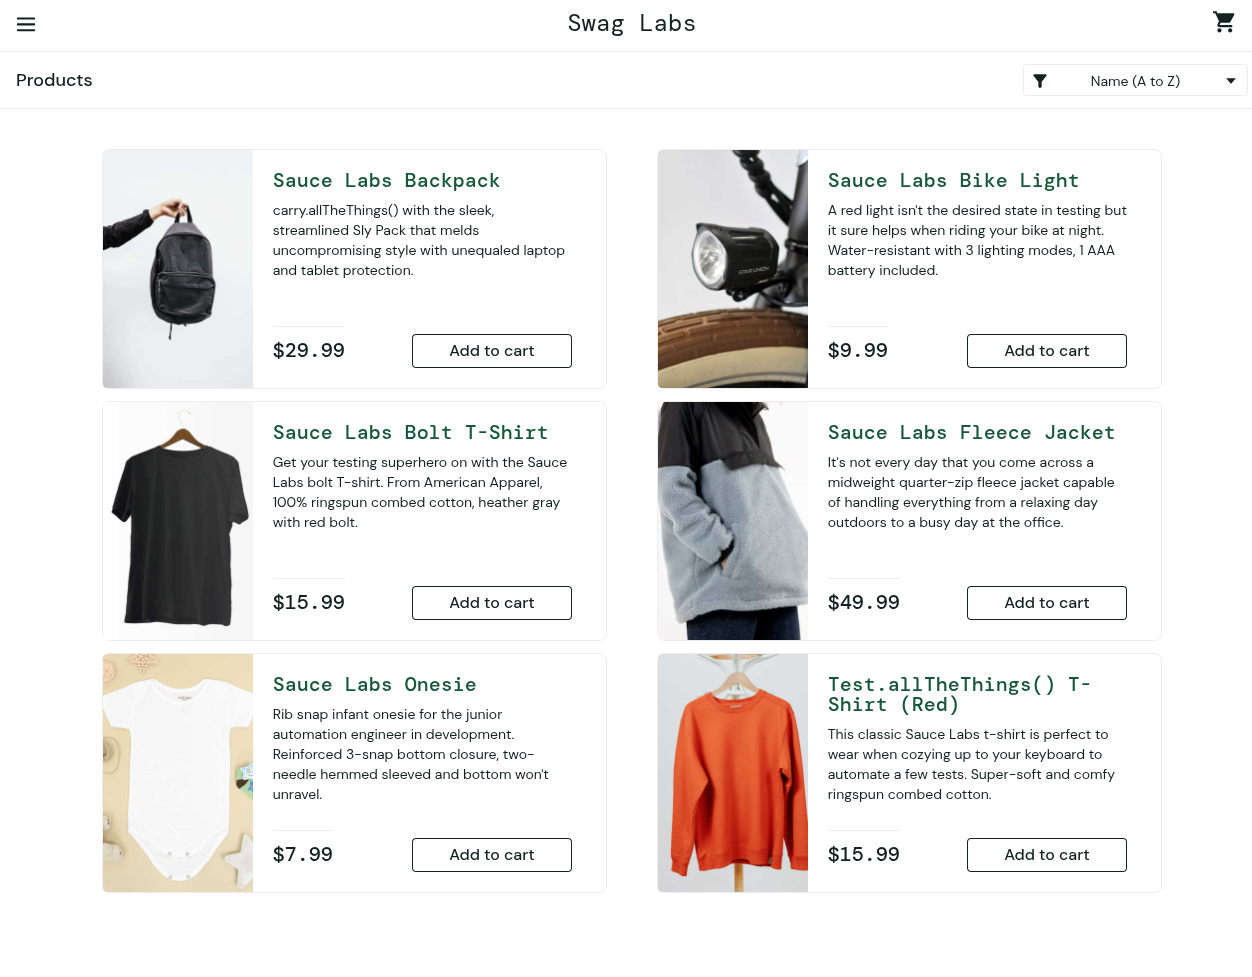 Swag Labs
Products
Name (A to Z)
Sauce Labs Backpack
carry.allTheThings() with the sleek,
streamlined Sly Pack that melds
uncompromising style with unequaled laptop
and tablet protection.
$29.99
Add to cart
Sauce Labs Bike Light
A red light isn't the desired state in testing but
it sure helps when riding your bike at night.
Water-resistant with 3 lighting modes, 1 AAA
battery included.
$9.99
Add to cart
Sauce Labs Bolt T-Shirt
Get your testing superhero on with the Sauce
Labs bolt T-shirt. From American Apparel,
100% ringspun combed cotton, heather gray
with red bolt.
$15.99
Add to cart
Sauce Labs Fleece Jacket
It's not every day that you come across a
midweight quarter-zip fleece jacket capable
of handling everything from a relaxing day
outdoors to a busy day at the office.
$49.99
Add to cart
Sauce Labs Onesie
Rib snap infant onesie for the junior
automation engineer in development.
Reinforced 3-snap bottom closure, two-
needle hemmed sleeved and bottom won't
unravel.
$7.99
Add to cart
Test.allTheThings() T-
Shirt (Red)
This classic Sauce Labs t-shirt is perfect to
wear when cozying up to your keyboard to
automate a few tests. Super-soft and comfy
ringspun combed cotton.
$15.99
Add to cart